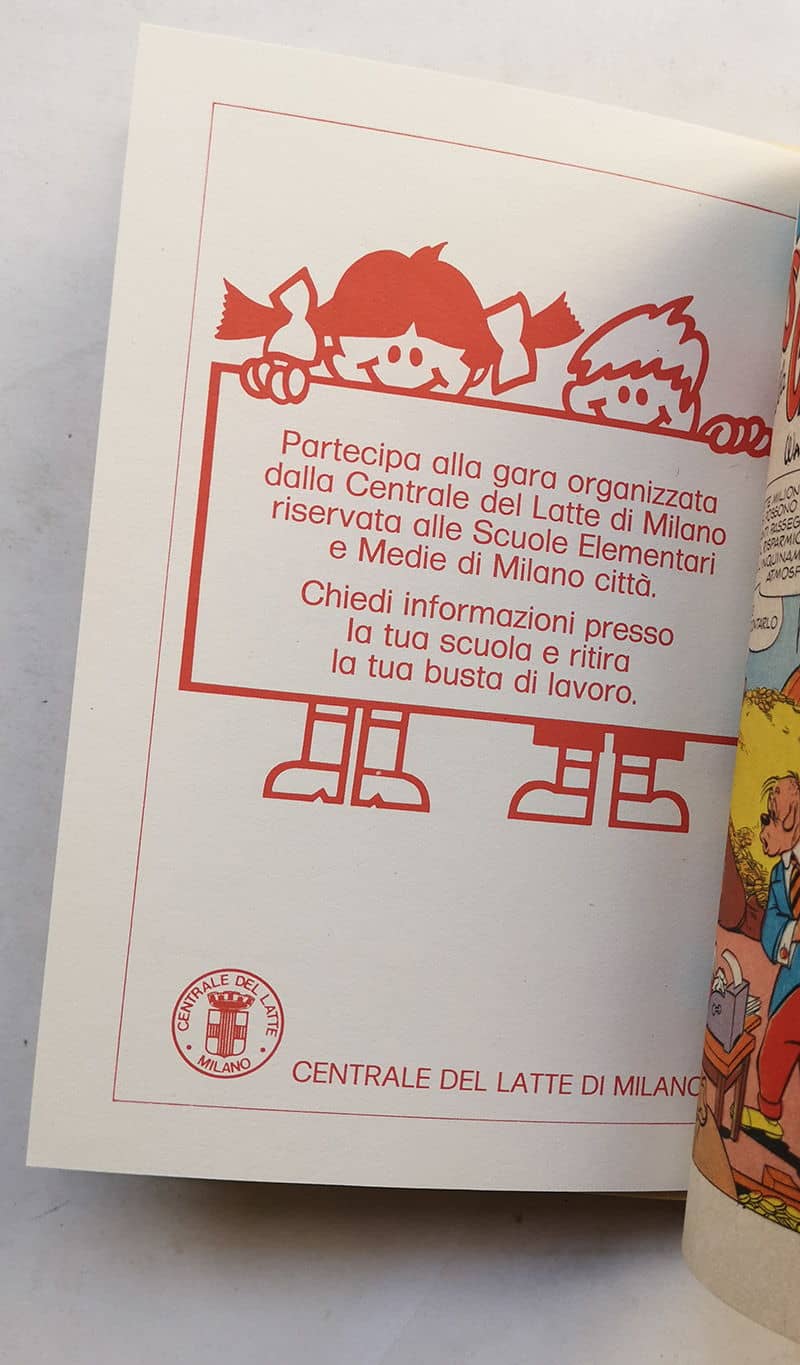 Partecipa alla gara organizzata
dalla Centrale del Latte di Milano
riservata alle Scuole Elementari
e Medie di Milano città.
Chiedi informazioni presso
la tua scuola e ritira
la tua busta di lavoro.
CENTRALE DEL LATTE
MILANO
CENTRALE DEL LATTE DI MILANO